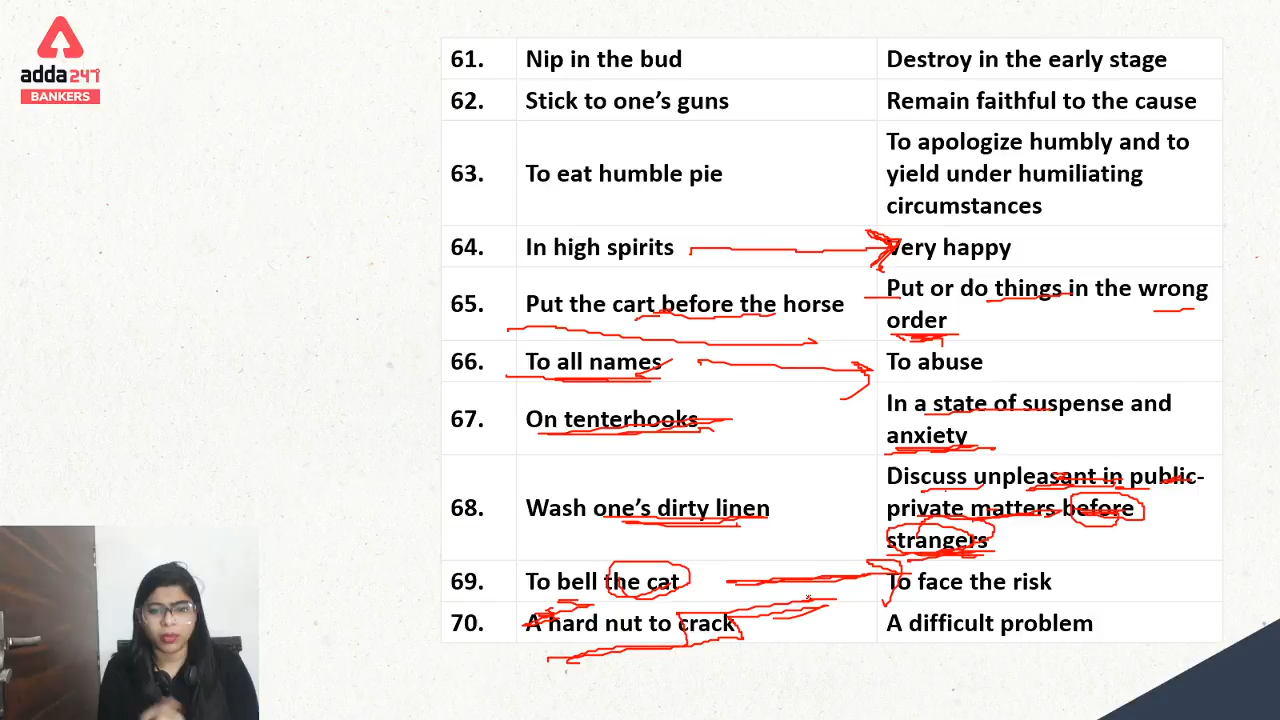 adda247
BANKERS
61. Nip in the bud Destroy in the early stage
62. Stick to one’s guns Remain faithful to the cause
63. To eat humble pie To apologize humbly and to
yield under humiliating
circumstances
64. In high spirits Very happy
65. Put the cart before the horse Put or do things in the wrong
order
66. To all names To abuse
67. On tenterhooks In a state of suspense and
anxiety
68. Wash one’s dirty linen Discuss unpleasant in public-
private matters before
strangers
69. To bell the cat To face the risk
70. A hard nut to crack A difficult problem